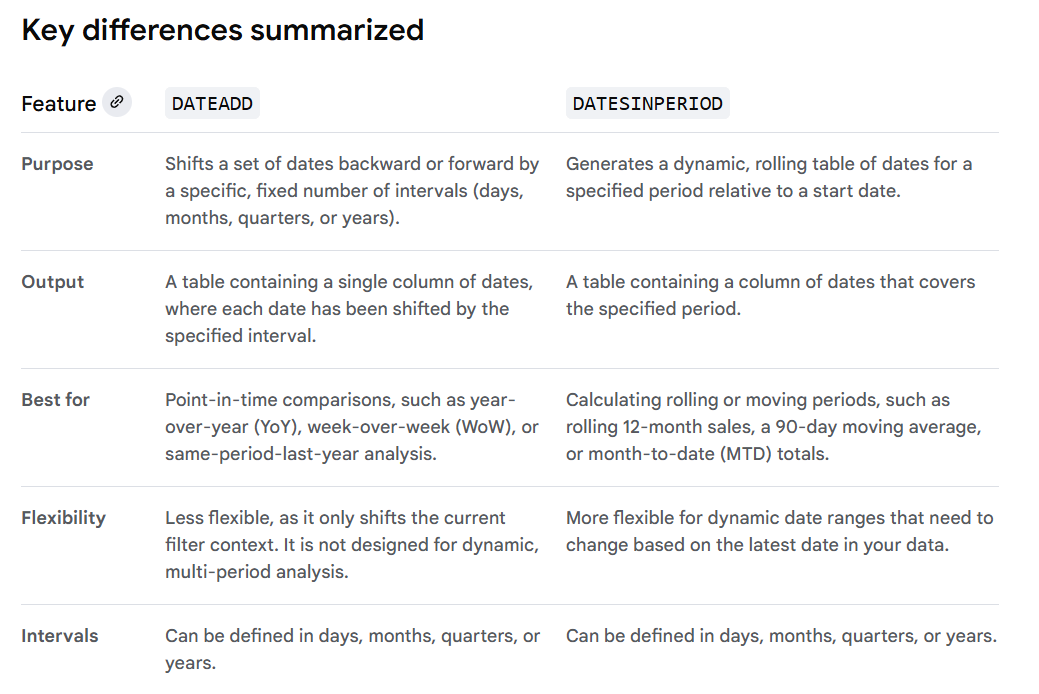 Key differences summarized
Feature DATEADD DATESINPERIOD
Purpose
Shifts a set of dates backward or forward by
a specific, fixed number of intervals (days,
months, quarters, or years).
Generates a dynamic, rolling table of dates for a
specified period relative to a start date.
Output
A table containing a single column of dates,
where each date has been shifted by the
specified interval.
A table containing a column of dates that covers
the specified period.
Best for
Point-in-time comparisons, such as year-
over-year (YoY), week-over-week (WoW), or
same-period-last-year analysis.
Calculating rolling or moving periods, such as
rolling 12-month sales, a 90-day moving average,
or month-to-date (MTD) totals.
Flexibility
Less flexible, as it only shifts the current
filter context. It is not designed for dynamic,
multi-period analysis.
More flexible for dynamic date ranges that need to
change based on the latest date in your data.
Intervals
Can be defined in days, months, quarters, or
years.
Can be defined in days, months, quarters, or years.